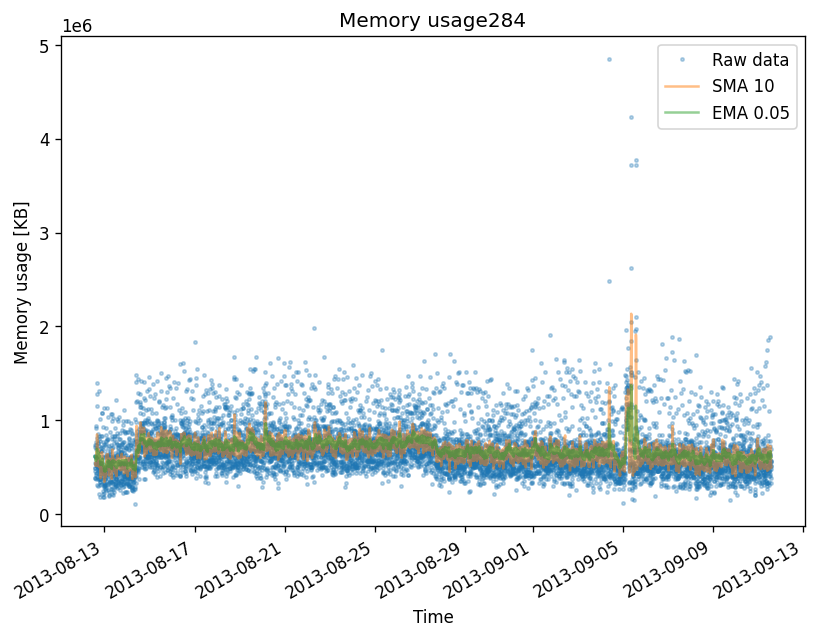 Memory usage284
1e6
5
4
3
2
1
0
Memory usage [KB]
Raw data
SMA 10
EMA 0.05
2013-08-13
2013-08-17
2013-08-21
2013-08-25
2013-08-29
2013-09-01
2013-09-05
2013-09-09
2013-09-13
Time